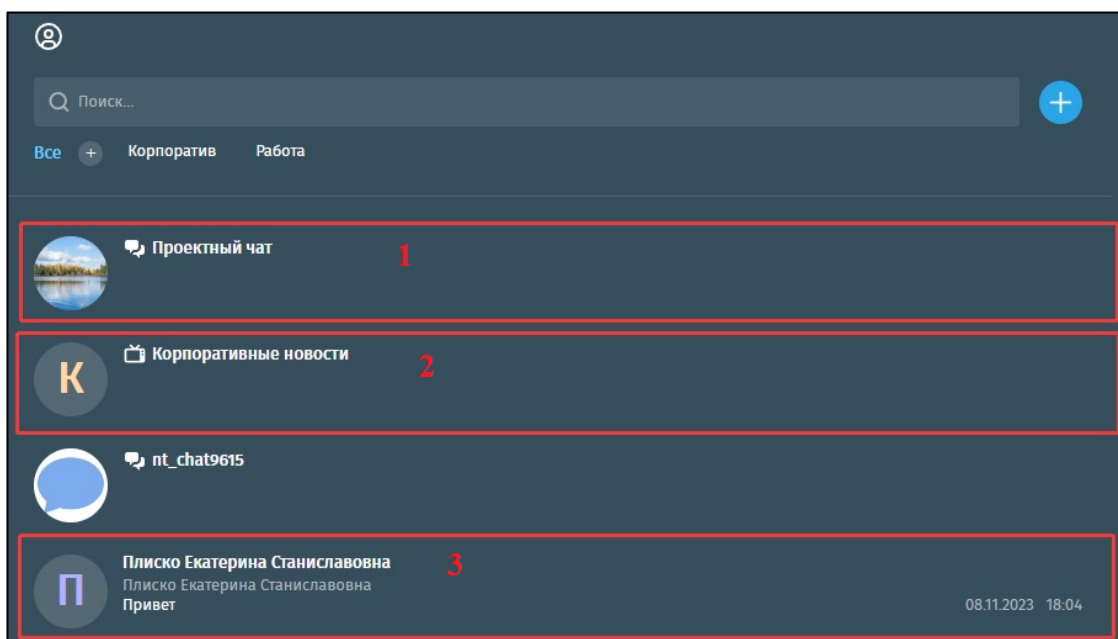 Поиск...
Все + Корпоратив Работа
Проектный чат 1
К Корпоративные новости 2
nt_chat9615
П Плиско Екатерина Станиславовна 3
Плиско Екатерина Станиславовна
Привет 08.11.2023 18:04